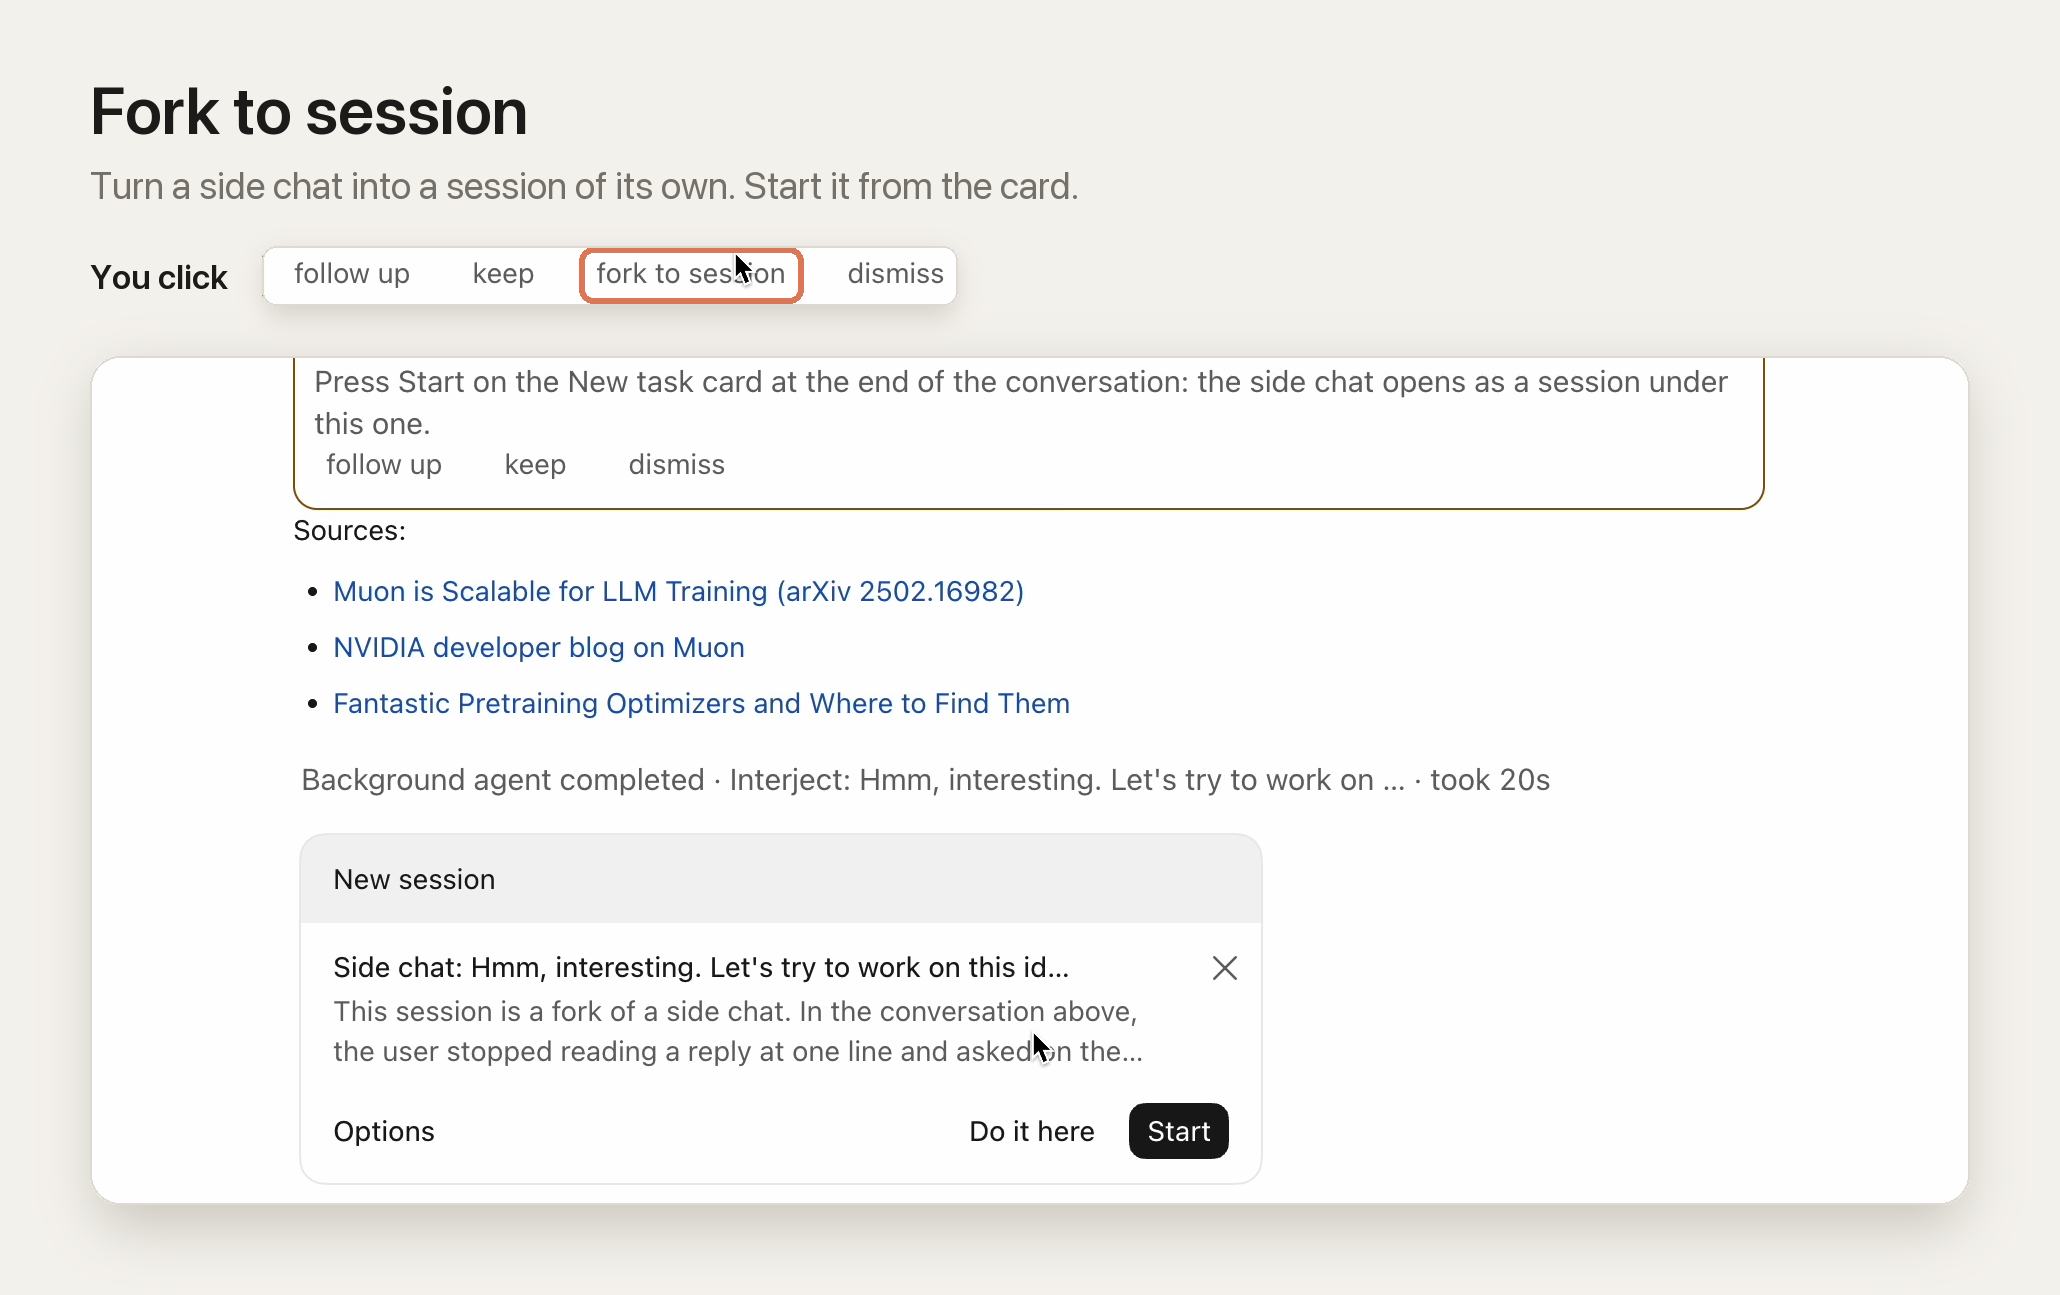 Fork to session
Turn a side chat into a session of its own. Start it from the card.
You click
follow up keep fork to session dismiss
Press Start on the New task card at the end of the conversation: the side chat opens as a session under
this one.
follow up keep dismiss
Sources:
• Muon is Scalable for LLM Training (arXiv 2502.16982)
• NVIDIA developer blog on Muon
• Fantastic Pretraining Optimizers and Where to Find Them
Background agent completed · Interject: Hmm, interesting. Let's try to work on ... · took 20s
New session
Side chat: Hmm, interesting. Let's try to work on this id...
This session is a fork of a side chat. In the conversation above,
the user stopped reading a reply at one line and asked on the...
Options Do it here Start